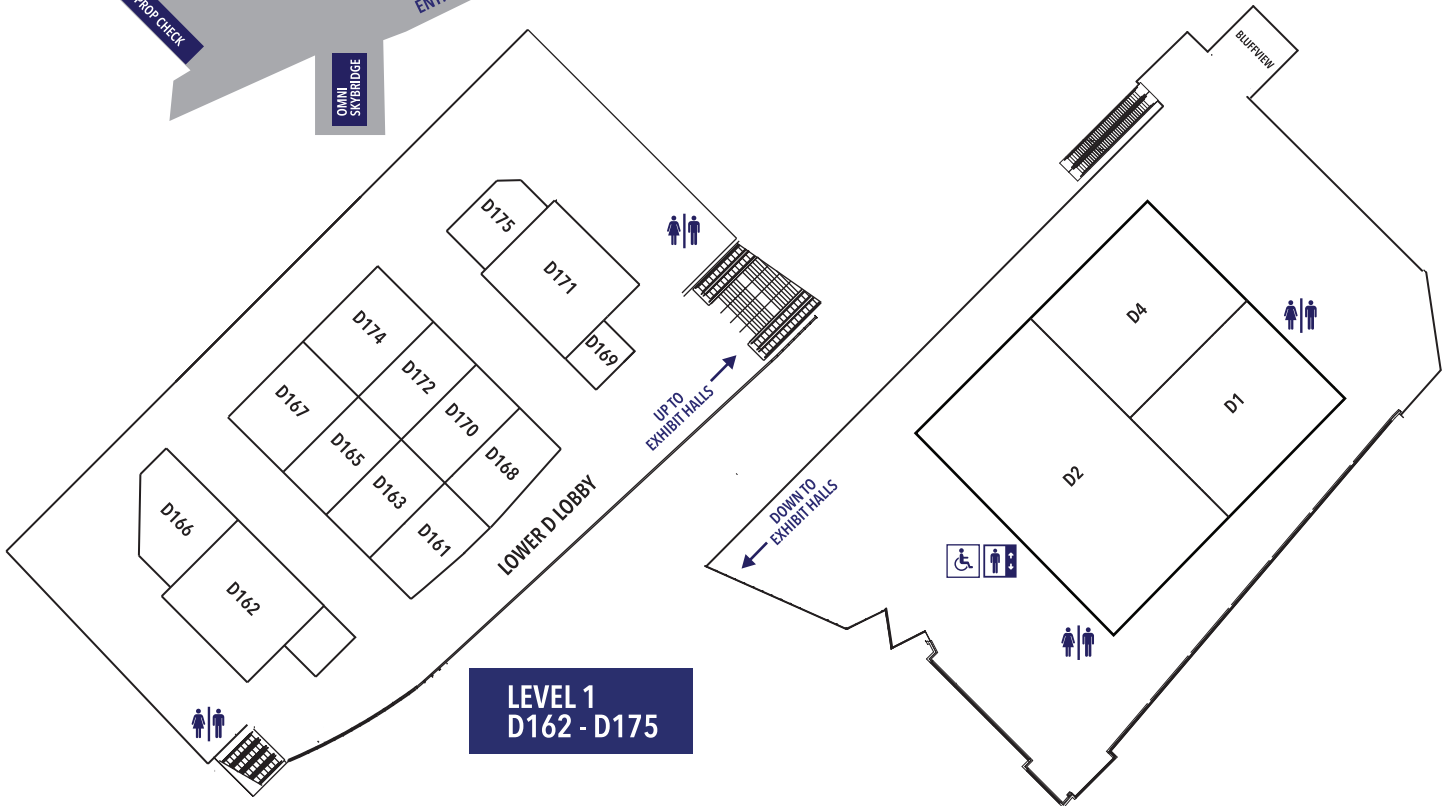 PROP CHECK
OMNI
SKYBRIDGE
BLUFFVIEW
D175
D171
D169
D174
D172
D170
D168
D167
D165
D163
D161
D166
D162
UP TO
EXHIBIT HALLS
LOWER D LOBBY
DOWN TO
EXHIBIT HALLS
D4
D1
D2
LEVEL 1
D162 - D175